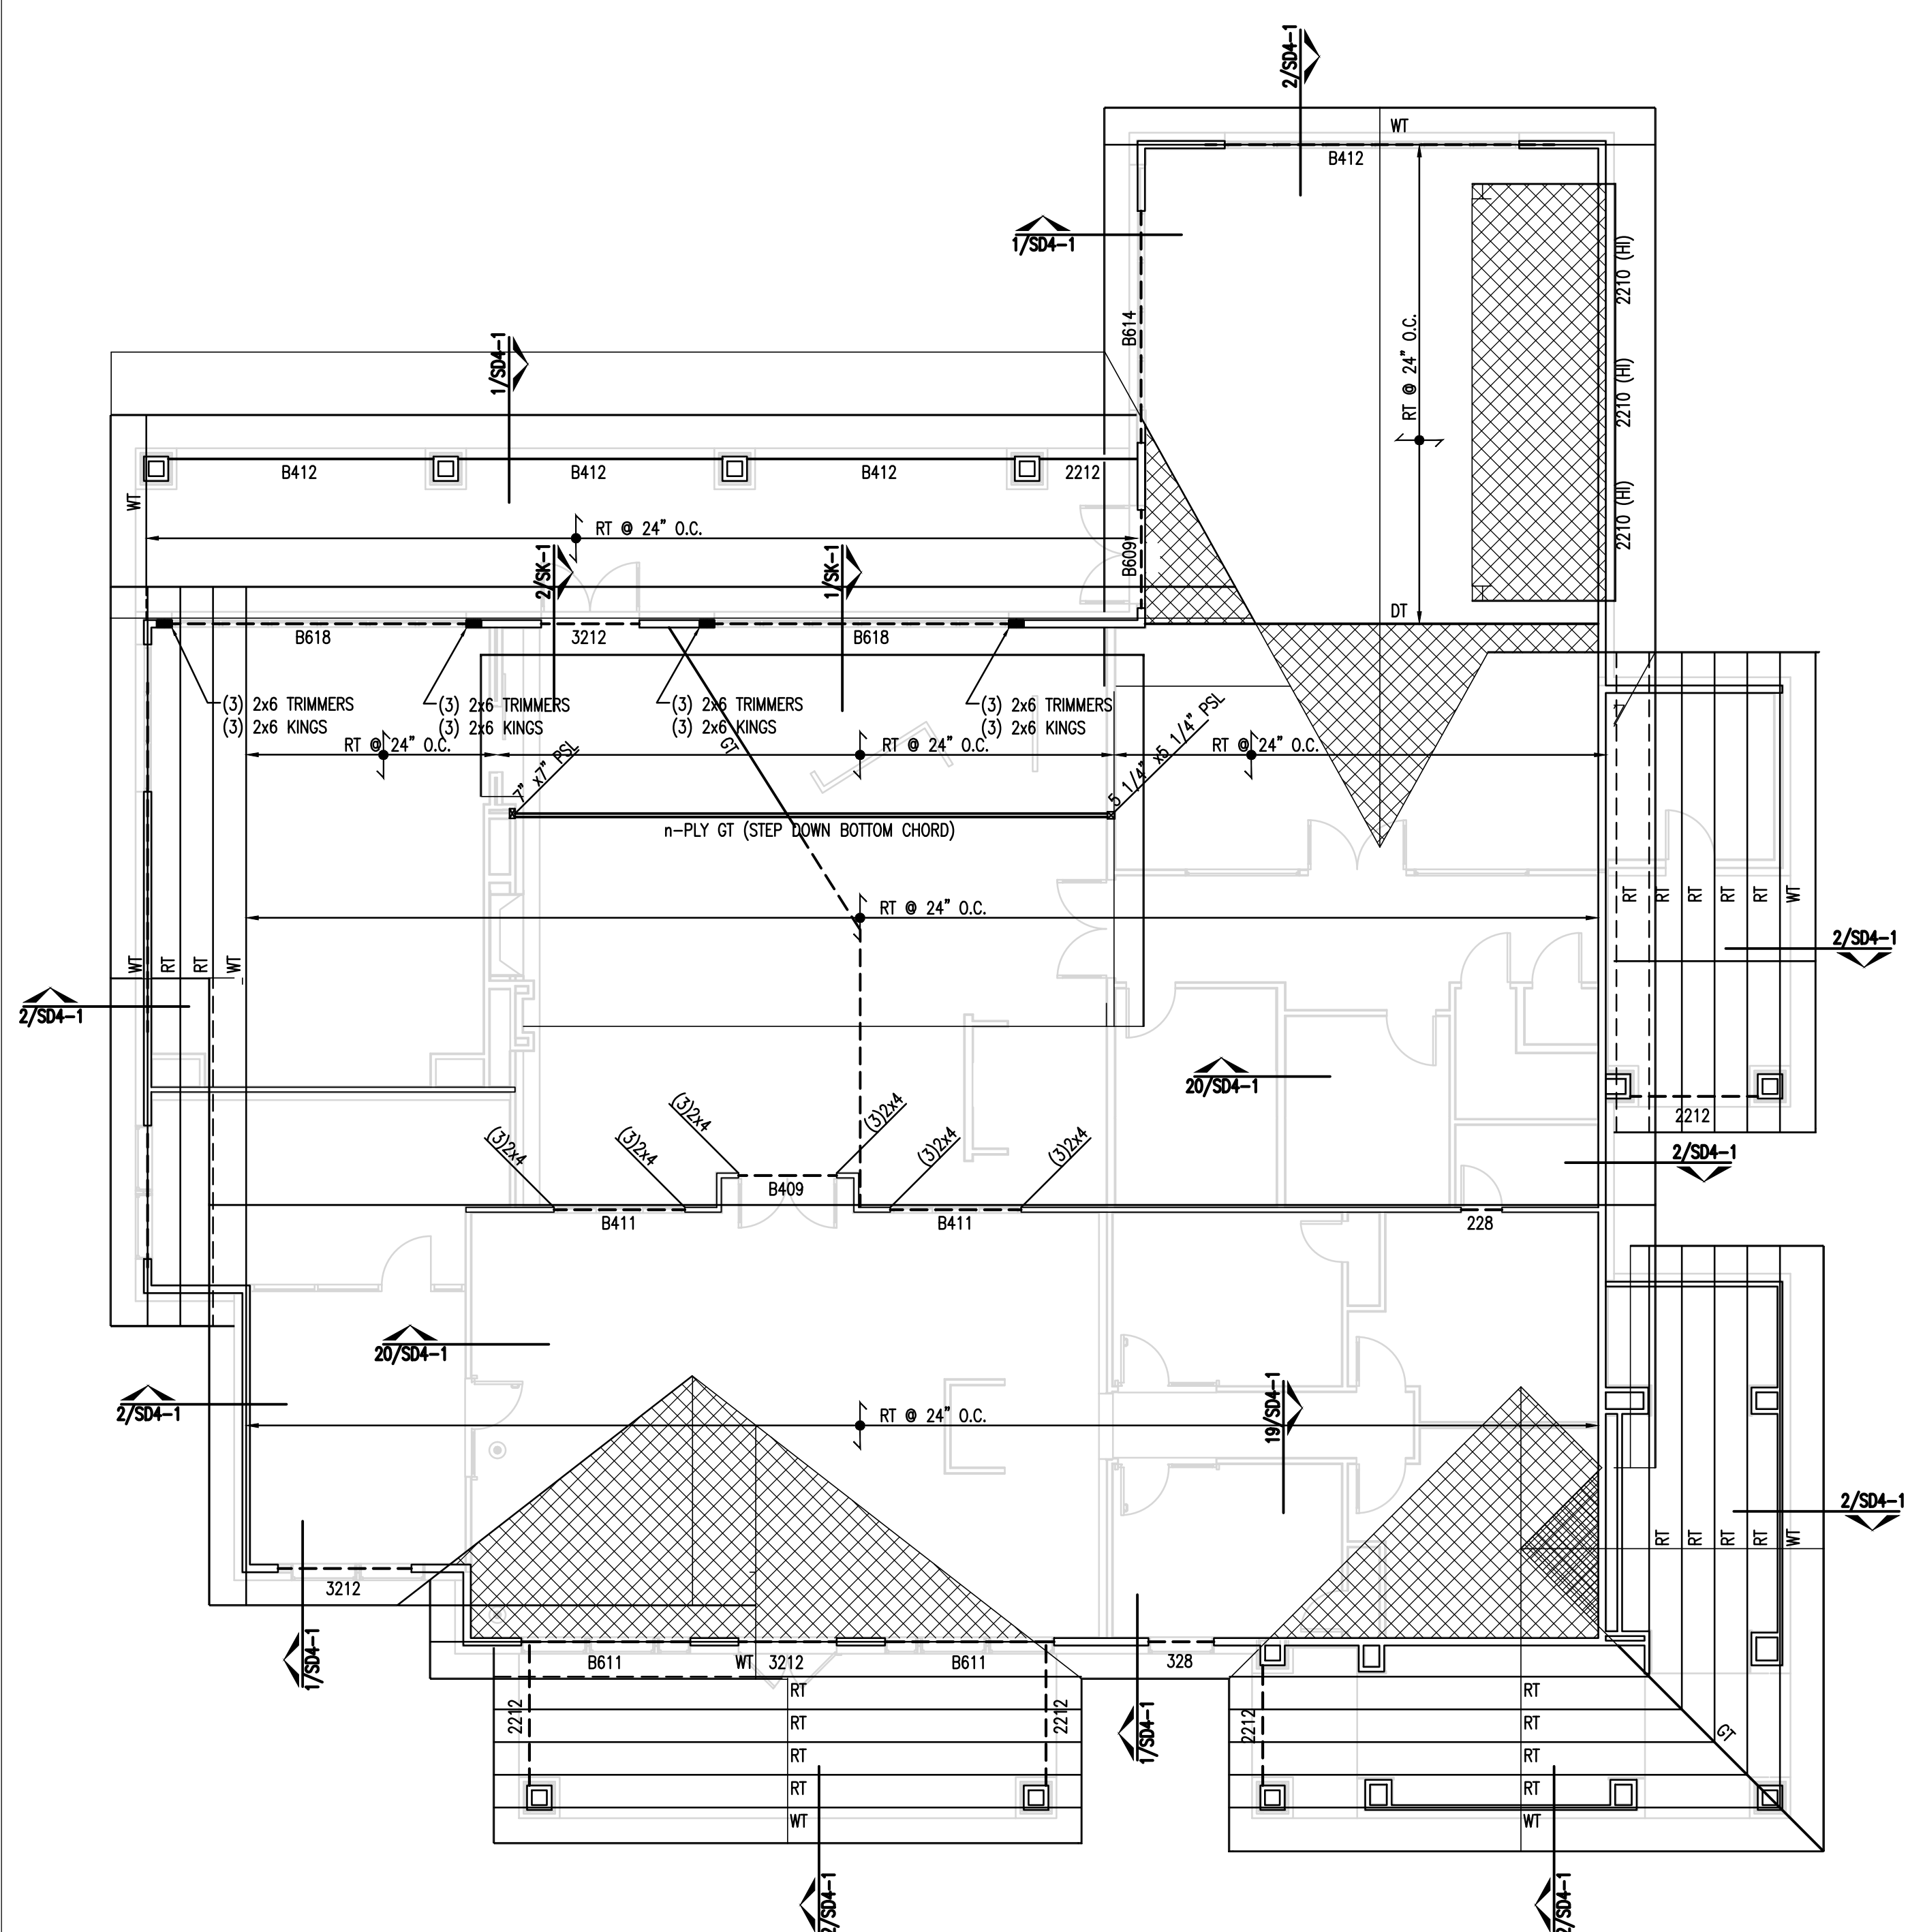 2/SD4-1
WT
B412
1/SD4-1
2210 (HI)
B614
RT @ 24" O.C.
2210 (HI)
1/SD4-1
B412
B412
B412
2212
WT
2210 (HI)
RT @ 24" O.C.
B609
2/SK-1
1/SK-1
DT
B618
3212
B618
(3) 2x6 TRIMMERS
(3) 2x6 KINGS
(3) 2x6 TRIMMERS
(3) 2x6 KINGS
(3) 2x6 TRIMMERS
(3) 2x6 KINGS
(3) 2x6 TRIMMERS
(3) 2x6 KINGS
RT @ 24" O.C.
GT
RT @ 24" O.C.
RT @ 24" O.C.
7" x7" PSL
5 1/4" x5 1/4" PSL
n-PLY GT (STEP DOWN BOTTOM CHORD)
RT
RT
RT
RT
RT
WT
RT @ 24" O.C.
2/SD4-1
WT
RT
RT
WT
2/SD4-1
20/SD4-1
2212
(3)2x4
(3)2x4
(3)2x4
(3)2x4
(3)2x4
(3)2x4
2/SD4-1
B409
B411
B411
228
20/SD4-1
2/SD4-1
RT @ 24" O.C.
19/SD4-1
2/SD4-1
RT
RT
RT
RT
WT
3212
1/SD4-1
B611
WT
3212
B611
328
2212
2212
2212
1/SD4-1
RT
RT
RT
RT
WT
RT
RT
RT
RT
WT
GT
2/SD4-1
2/SD4-1